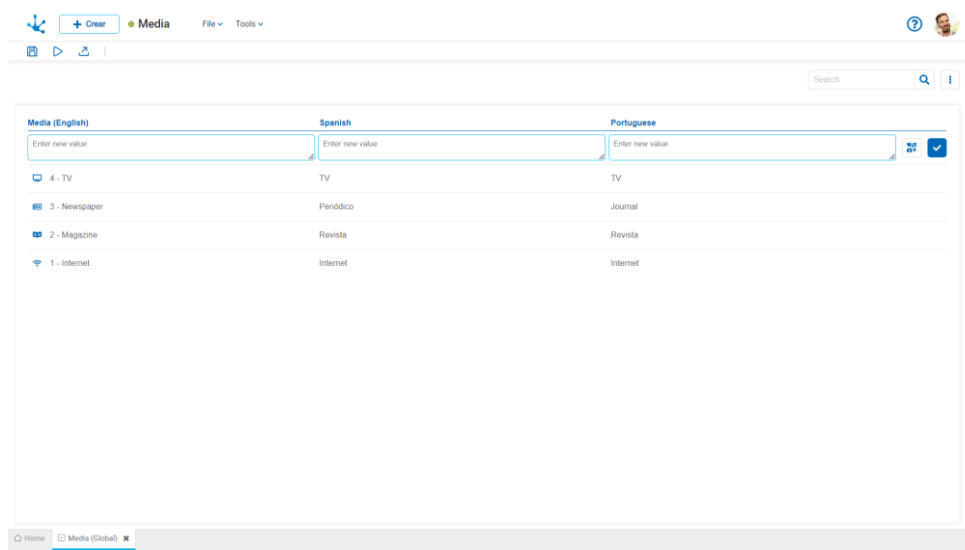 + Crear Media File Tools
Search
Media (English) Spanish Portuguese
Enter new value Enter new value Enter new value
4 - TV TV TV
3 - Newspaper Periódico Journal
2 - Magazine Revista Revista
1 - Internet Internet Internet
Home Media (Global)